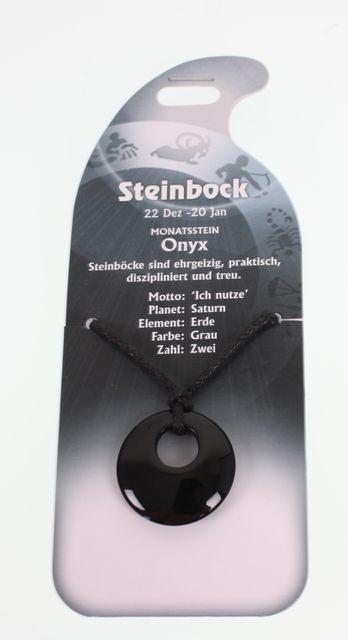 Steinbock
22 Dez -20 Jan
MONATSSTEIN
Onyx
Steinböcke sind ehrgeizig, praktisch,
diszipliniert und treu.
Motto: 'Ich nutze'
Planet: Saturn
Element: Erde
Farbe: Grau
Zahl: Zwei